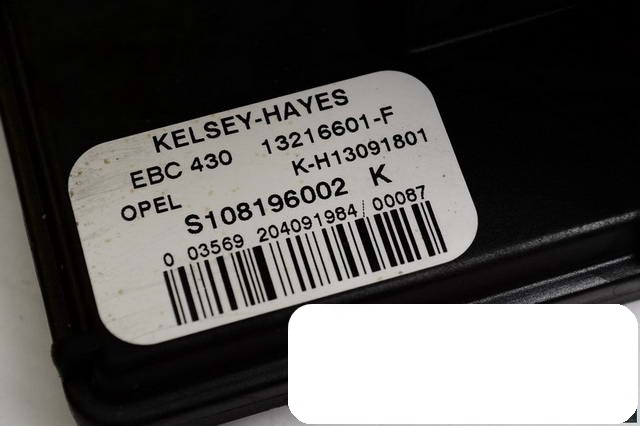 KELSEY-HAYES
EBC 430 13216601-F
OPEL K-H13091801
S108196002 K
0 03569 204091984 / 00087